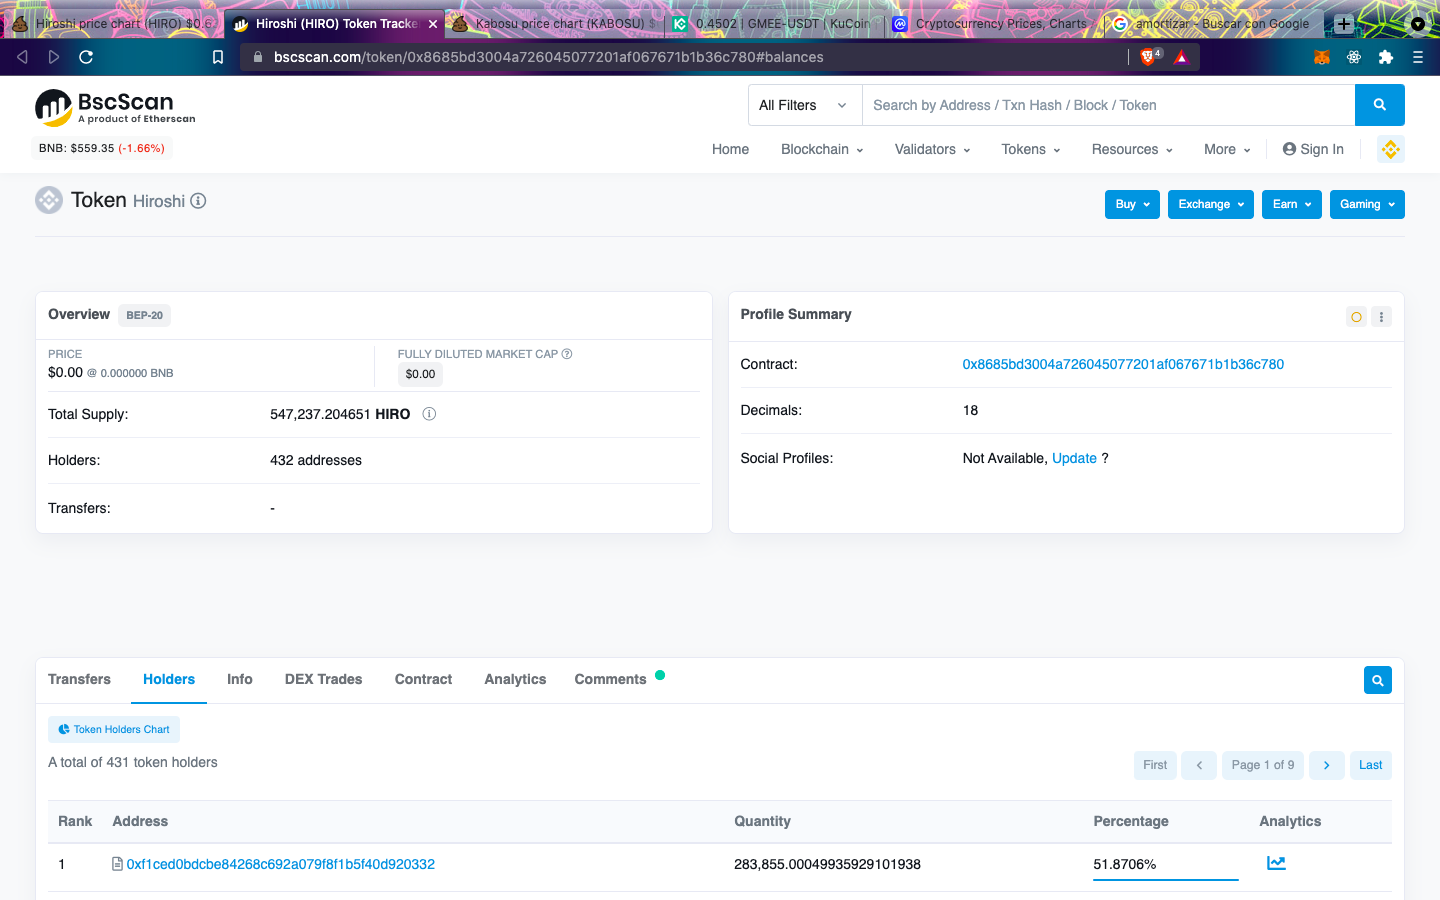 Hiroshi price chart (HIRO) $0.6
Hiroshi (HIRO) Token Tracke
Kabosu price chart (KABOSU) $
0.4502 | GMEE-USDT | KuCoin
Cryptocurrency Prices, Charts
amortizar - Buscar con Google
bscscan.com/token/0x8685bd3004a726045077201af067671b1b36c780#balances
4
BscScan
A product of Etherscan
All Filters
Search by Address / Txn Hash / Block / Token
BNB: $559.35 (-1.66%)
Home Blockchain Validators Tokens Resources More Sign In
Token Hiroshi
Buy Exchange Earn Gaming
Overview BEP-20
PRICE
$0.00 @ 0.000000 BNB
FULLY DILUTED MARKET CAP
$0.00
Total Supply: 547,237.204651 HIRO
Holders: 432 addresses
Transfers: -
Profile Summary
Contract: 0x8685bd3004a726045077201af067671b1b36c780
Decimals: 18
Social Profiles: Not Available, Update ?
Transfers Holders Info DEX Trades Contract Analytics Comments
Token Holders Chart
A total of 431 token holders
First Page 1 of 9 Last
Rank Address Quantity Percentage Analytics
1 0xf1ced0bdcbe84268c692a079f8f1b5f40d920332 283,855.00049935929101938 51.8706%